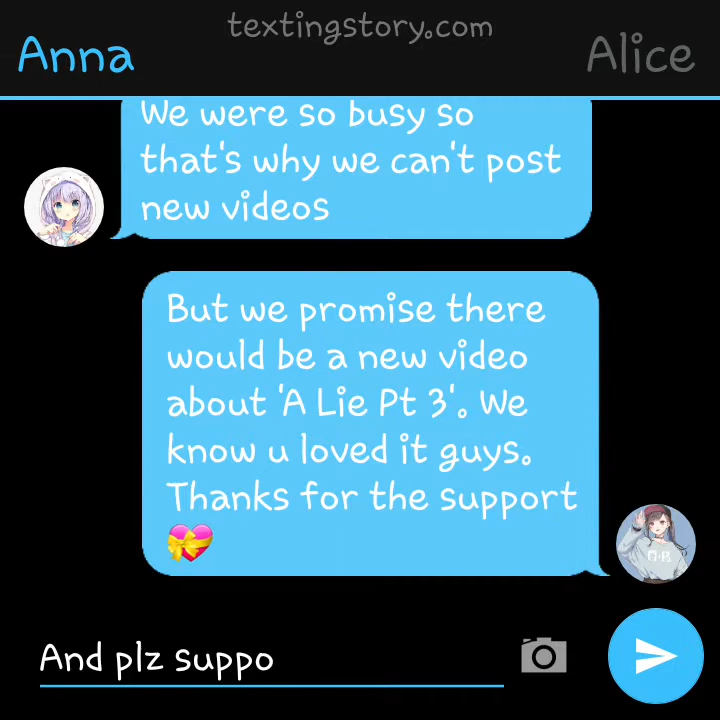 textingstory.com
Anna
Alice
We were so busy so
that's why we can't post
new videos
But we promise there
would be a new video
about 'A Lie Pt 3'. We
know u loved it guys.
Thanks for the support
💝
And plz suppo